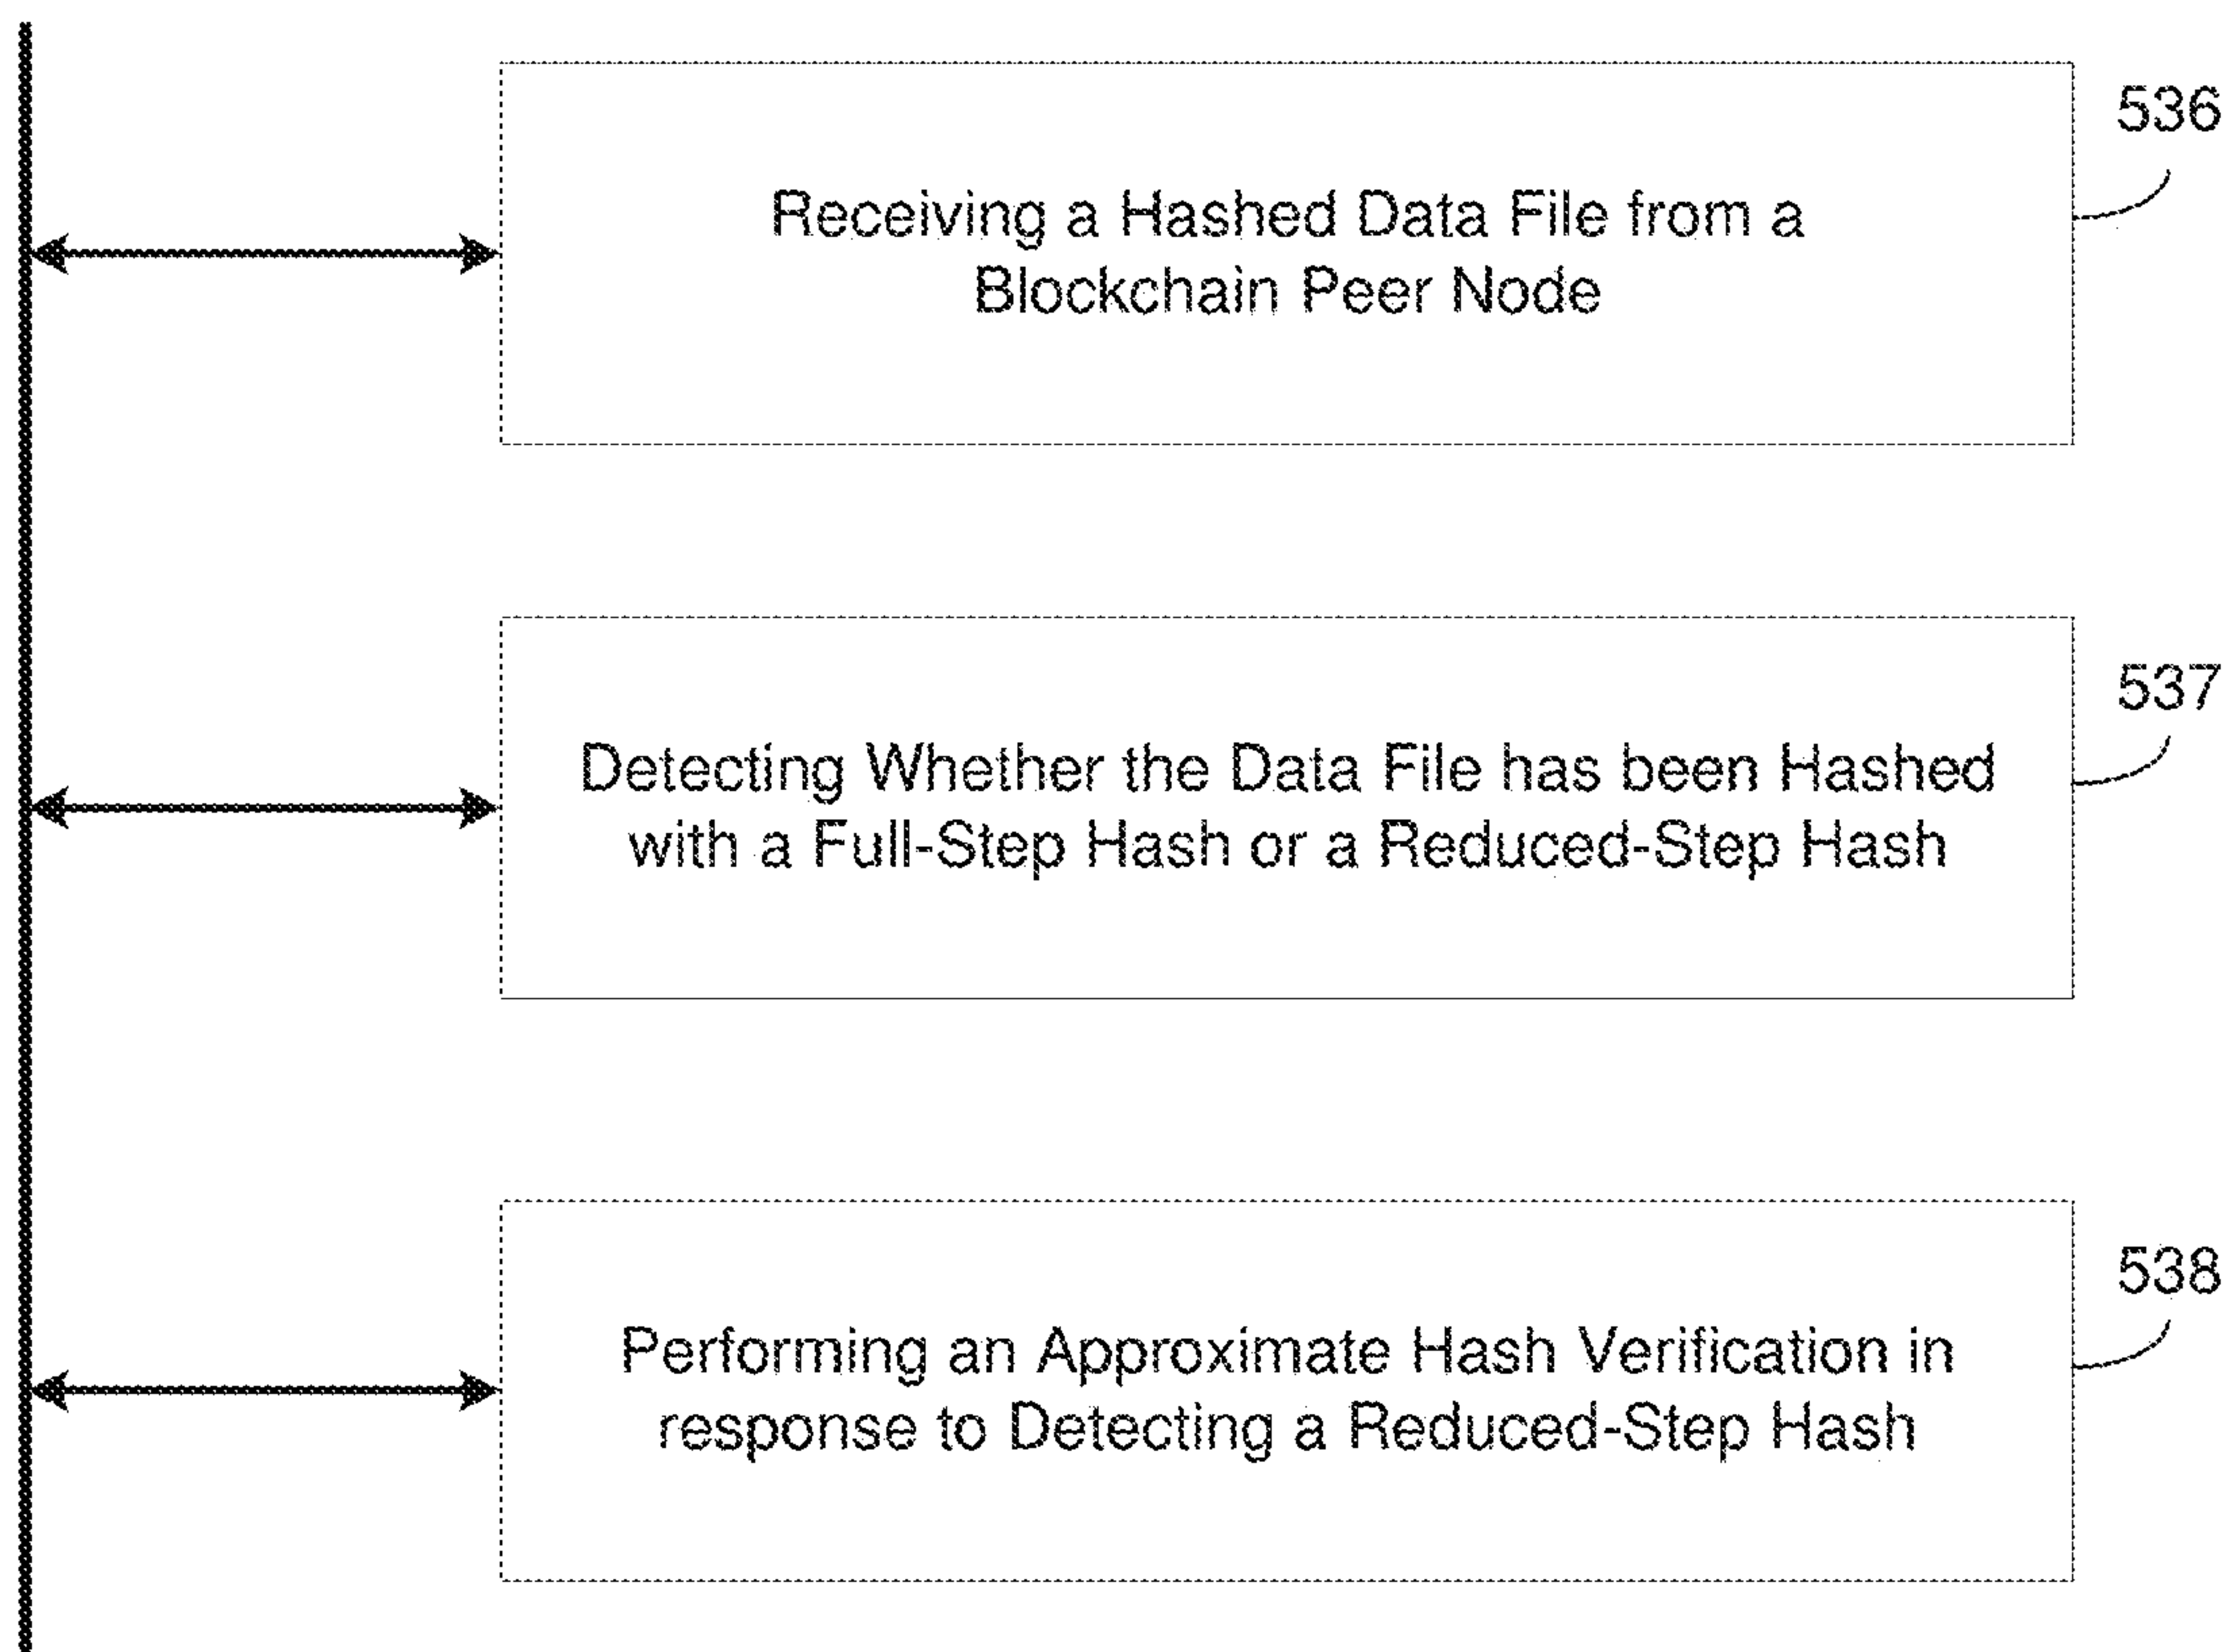 536
Receiving a Hashed Data File from a
Blockchain Peer Node
537
Detecting Whether the Data File has been Hashed
with a Full-Step Hash or a Reduced-Step Hash
538
Performing an Approximate Hash Verification in
response to Detecting a Reduced-Step Hash